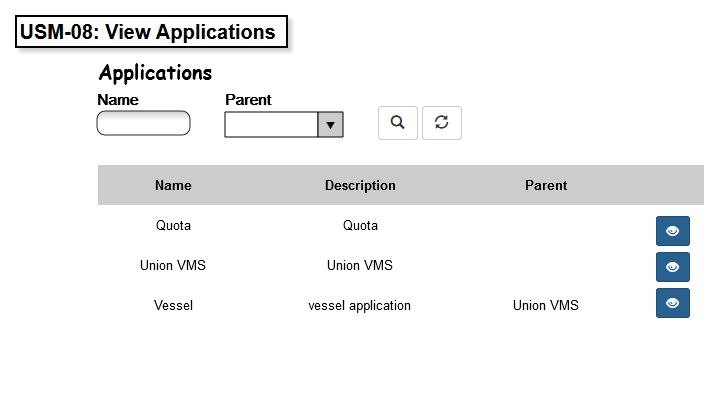 USM-08: View Applications
Applications
Name Parent
Name Description Parent
Quota Quota
Union VMS Union VMS
Vessel vessel application Union VMS